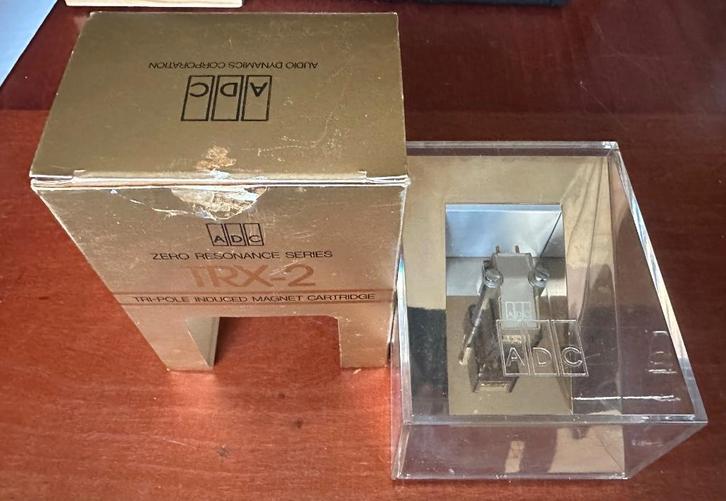 AUDIO DYNAMICS CORPORATION
ADC
ADC
ZERO RESONANCE SERIES
TRX-2
TRI-POLE INDUCED MAGNET CARTRIDGE
ADC
ADC